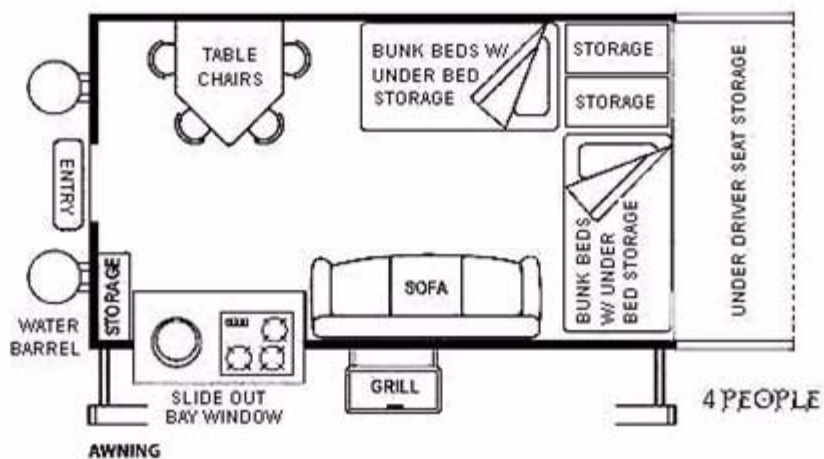 TABLE
CHAIRS
BUNK BEDS W/
UNDER BED
STORAGE
STORAGE
STORAGE
UNDER DRIVER SEAT STORAGE
ENTRY
BUNK BEDS
W/ UNDER
BED STORAGE
STORAGE
SOFA
WATER
BARREL
SLIDE OUT
BAY WINDOW
GRILL
4 PEOPLE
AWNING